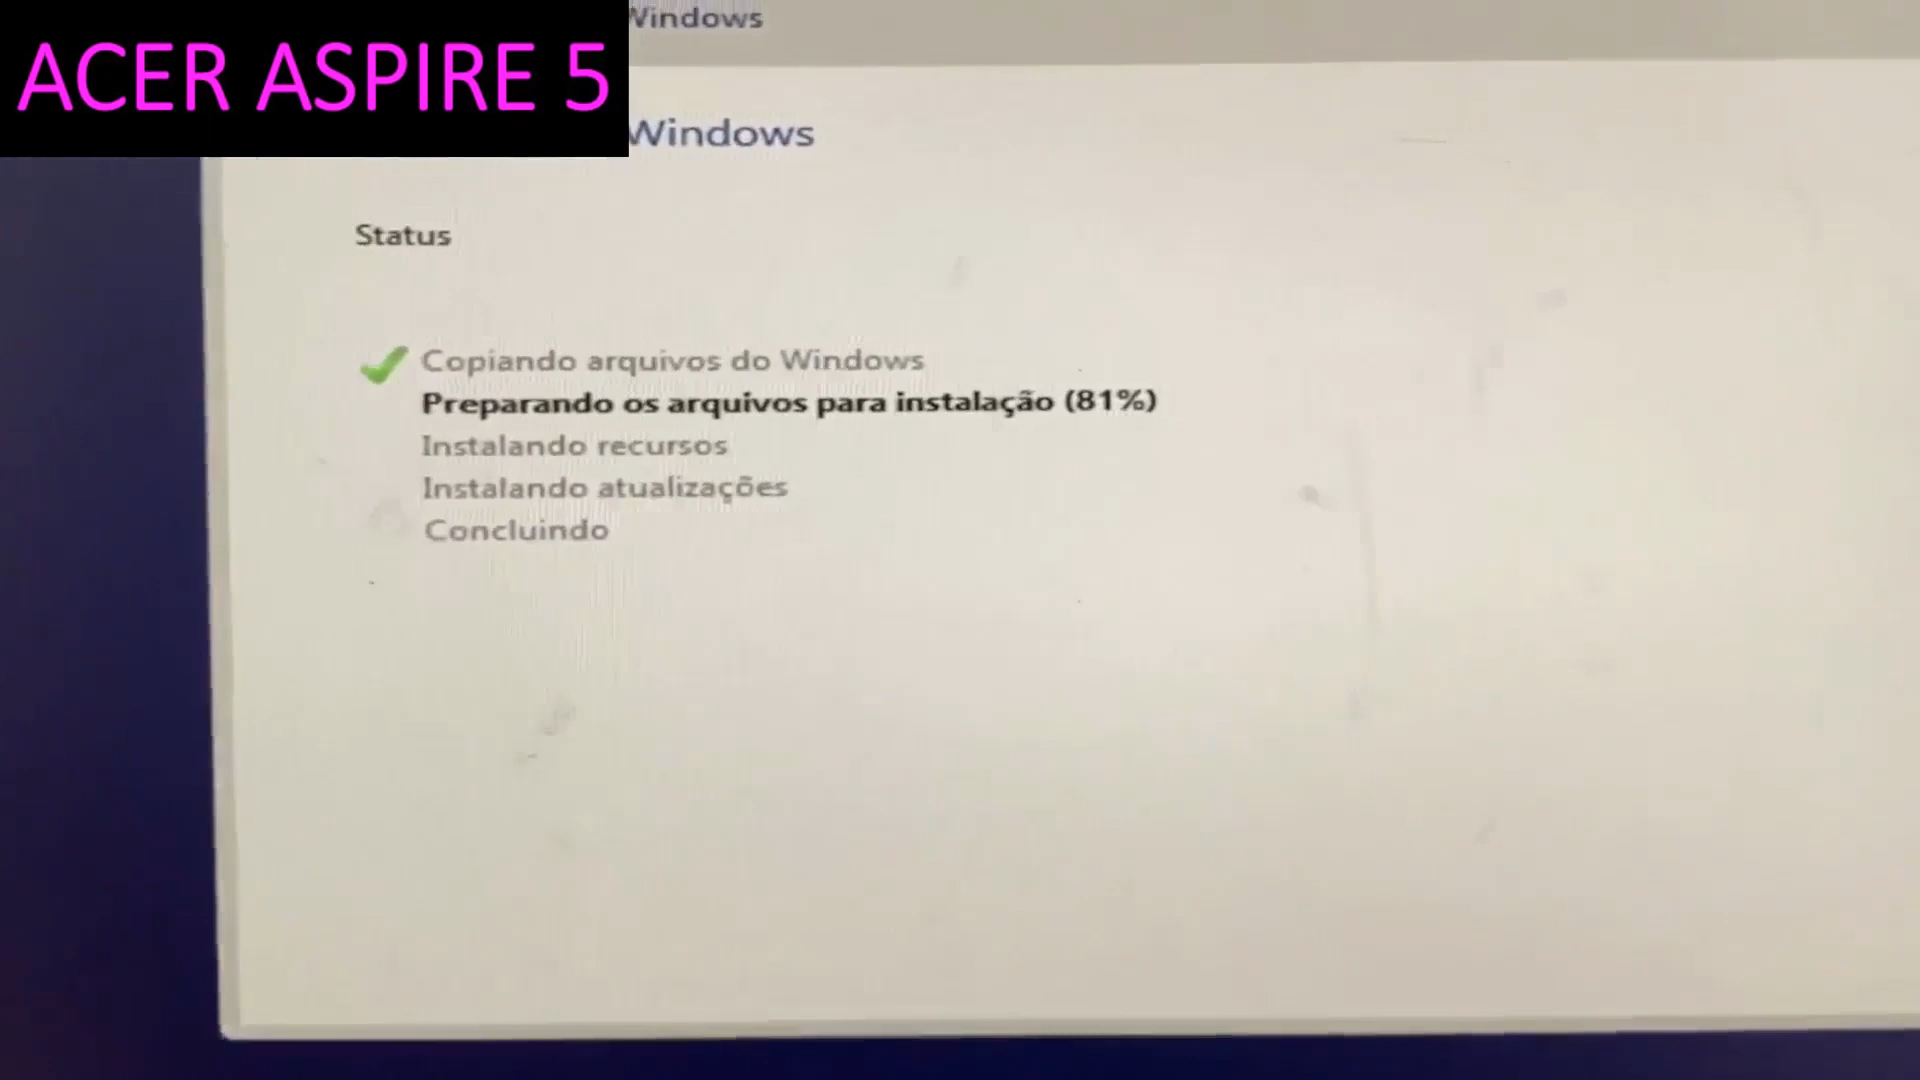 ACER ASPIRE 5
Windows
Windows
Status
Copiando arquivos do Windows
Preparando os arquivos para instalação (81%)
Instalando recursos
Instalando atualizações
Concluindo